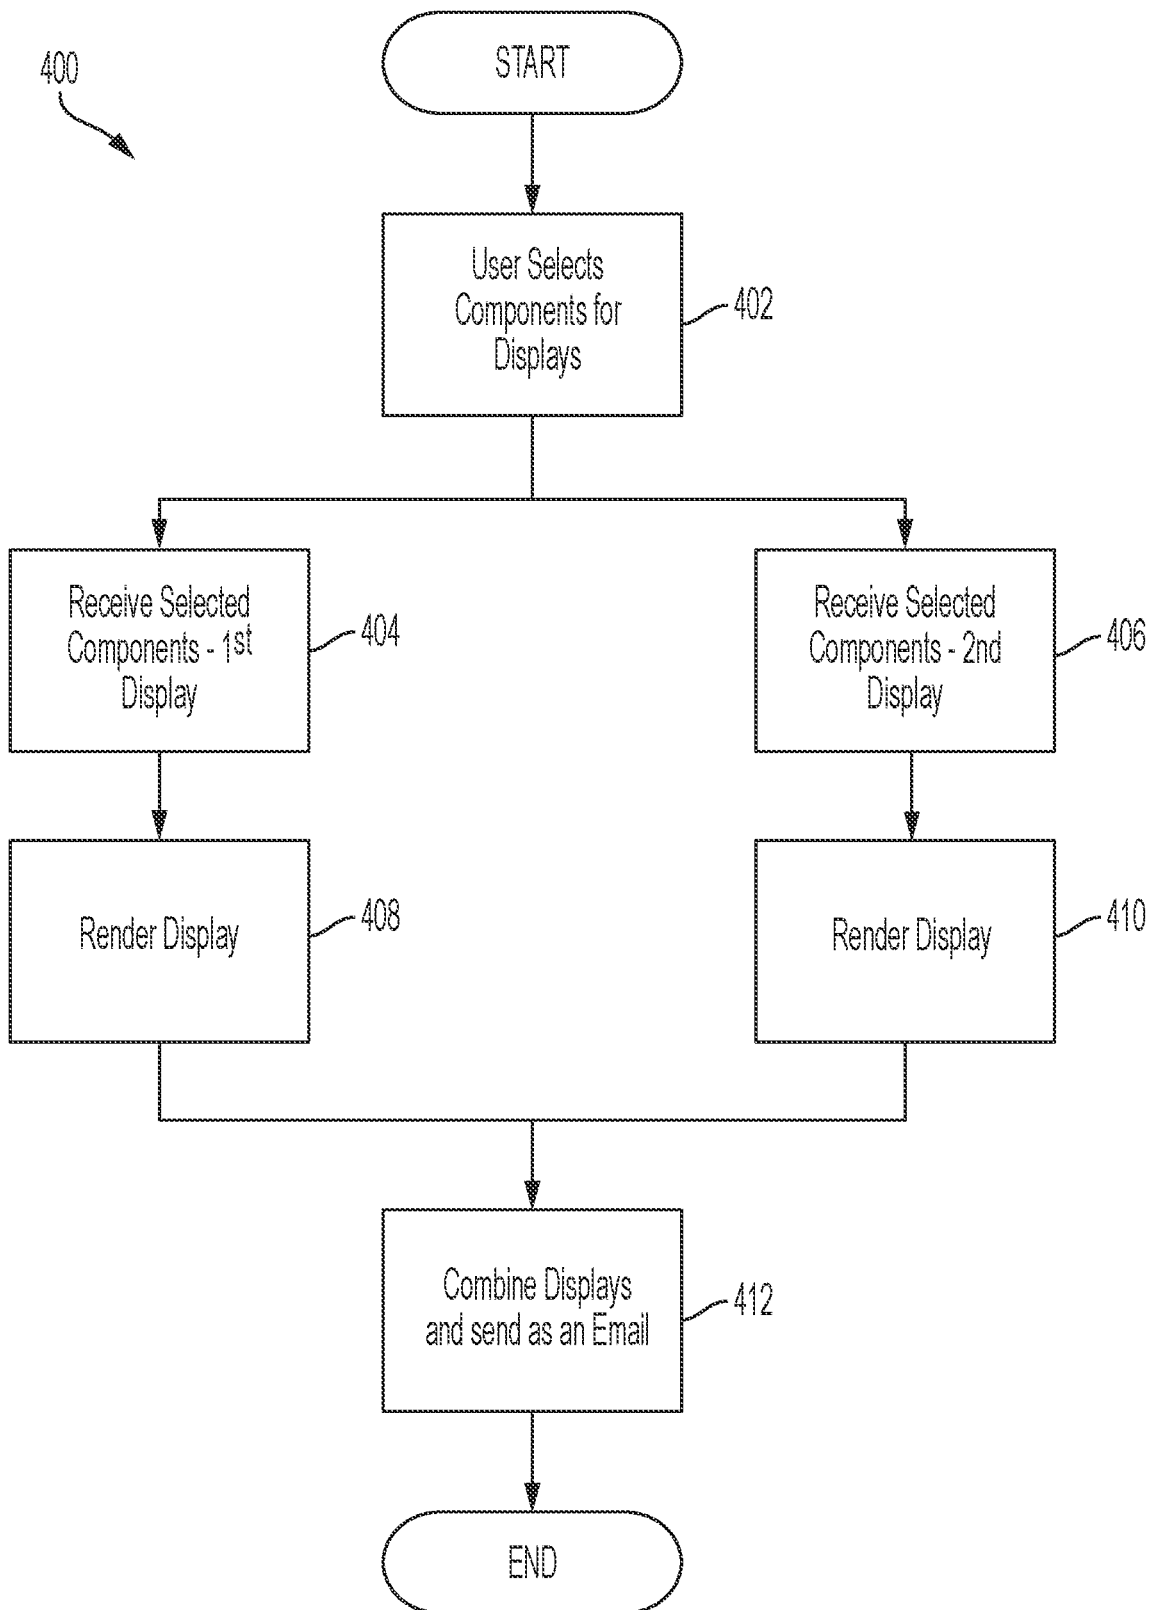 400
START
User Selects
Components for
Displays
402
Receive Selected
Components - 1st
Display
404
Receive Selected
Components - 2nd
Display
406
Render Display
408
Render Display
410
Combine Displays
and send as an Email
412
END